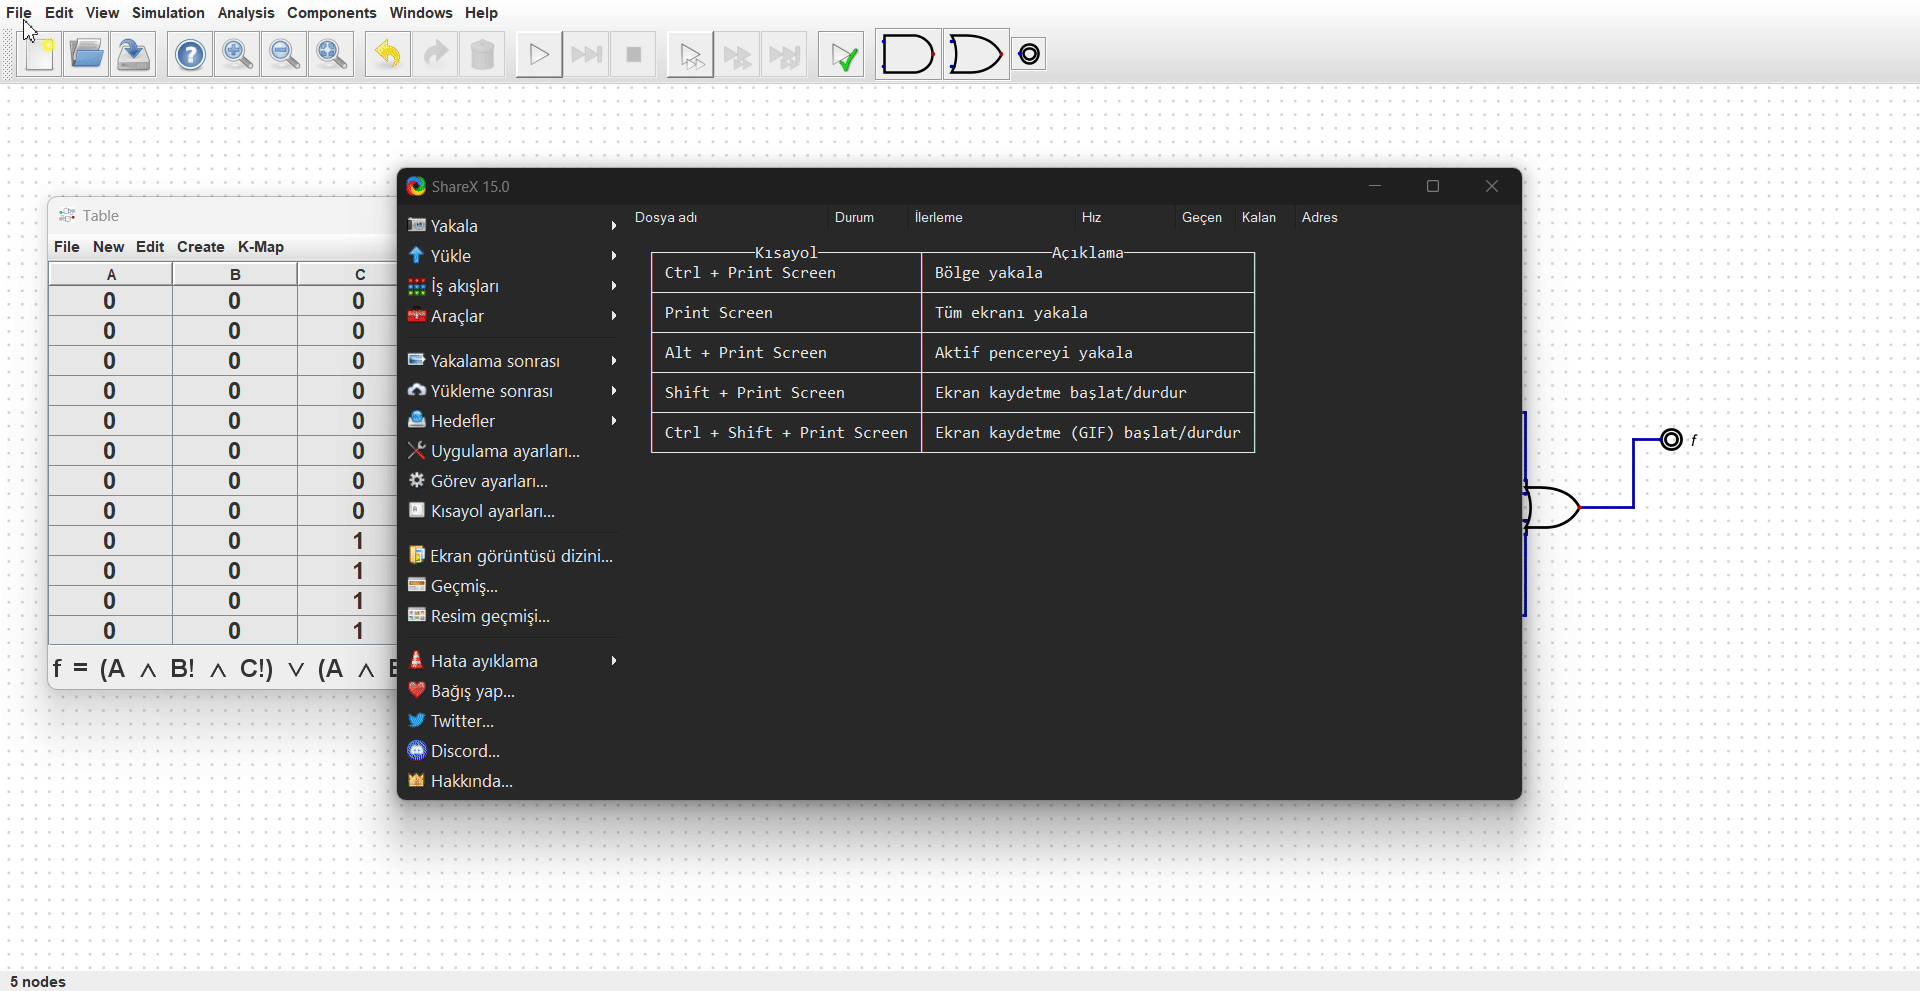 File Edit View Simulation Analysis Components Windows Help
ShareX 15.0
Yakala
Yükle
İş akışları
Araçlar
Yakalama sonrası
Yükleme sonrası
Hedefler
Uygulama ayarları...
Görev ayarları...
Kısayol ayarları...
Ekran görüntüsü dizini...
Geçmiş...
Resim geçmişi...
Hata ayıklama
Bağış yap...
Twitter...
Discord...
Hakkında...
Dosya adı Durum İlerleme Hız Geçen Kalan Adres
Kısayol Açıklama
Ctrl + Print Screen Bölge yakala
Print Screen Tüm ekranı yakala
Alt + Print Screen Aktif pencereyi yakala
Shift + Print Screen Ekran kaydetme başlat/durdur
Ctrl + Shift + Print Screen Ekran kaydetme (GIF) başlat/durdur
Table
File New Edit Create K-Map
A B C
0 0 0
0 0 0
0 0 0
0 0 0
0 0 0
0 0 0
0 0 0
0 0 0
0 0 1
0 0 1
0 0 1
0 0 1
f = (A ∧ B! ∧ C!) ∨ (A ∧
f
5 nodes